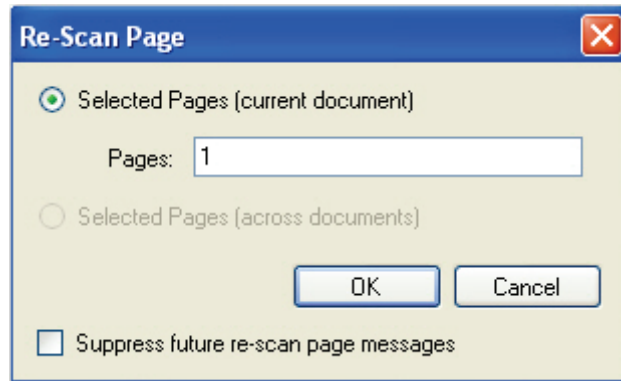 Re-Scan Page
Selected Pages (current document)
Pages: 1
Selected Pages (across documents)
OK Cancel
Suppress future re-scan page messages